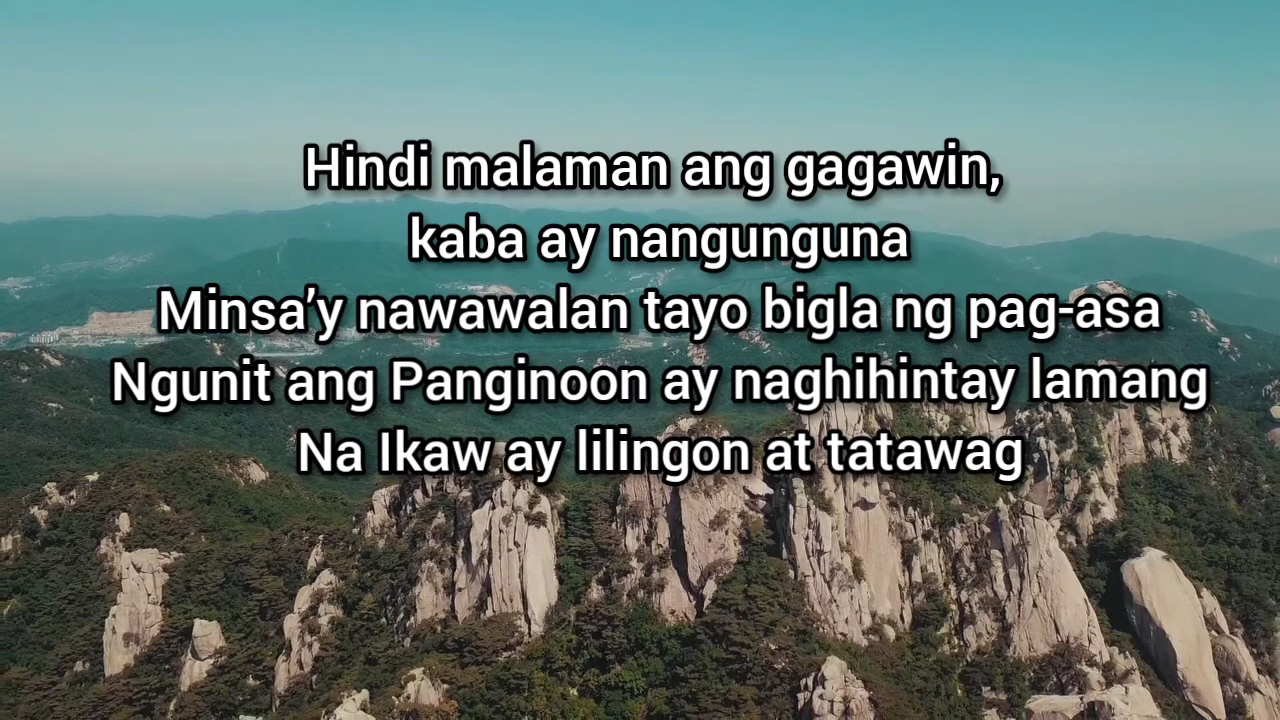 Hindi malaman ang gagawin,
kaba ay nangunguna
Minsa’y nawawalan tayo bigla ng pag-asa
Ngunit ang Panginoon ay naghihintay lamang
Na Ikaw ay lilingon at tatawag